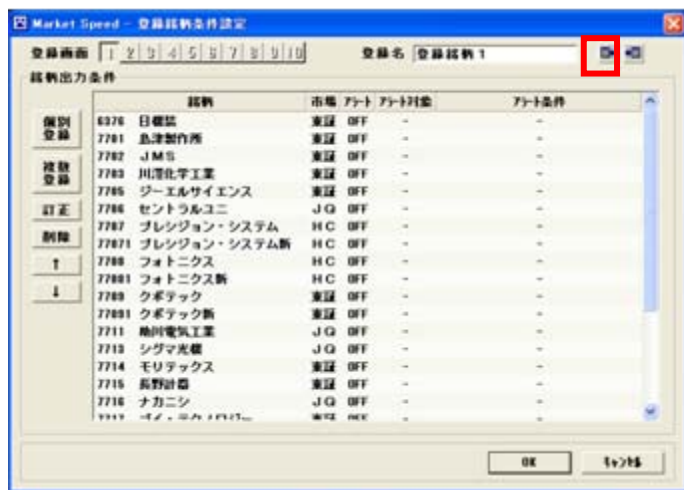 Market Speed - 登録銘柄条件設定
登録画面 1 2 3 4 5 6 7 8 9 10 登録名 登録銘柄1
銘柄出力条件
銘柄 市場 アラート アラート対象 アラート条件
個別登録
複数登録
訂正
削除
↑
↓
6376 日機装 東証 OFF - -
7701 島津製作所 東証 OFF - -
7702 JMS 東証 OFF - -
7703 川澄化学工業 東証 OFF - -
7705 ジーエルサイエンス 東証 OFF - -
7706 セントラルユニ JQ OFF - -
7707 プレシジョン・システム HC OFF - -
77071 プレシジョン・システム新 HC OFF - -
7708 フォトニクス HC OFF - -
77081 フォトニクス新 HC OFF - -
7709 クボテック 東証 OFF - -
77091 クボテック新 東証 OFF - -
7711 助川電気工業 JQ OFF - -
7713 シグマ光機 JQ OFF - -
7714 モリテックス 東証 OFF - -
7715 長野計器 東証 OFF - -
7716 ナカニシ JQ OFF - -
OK キャンセル